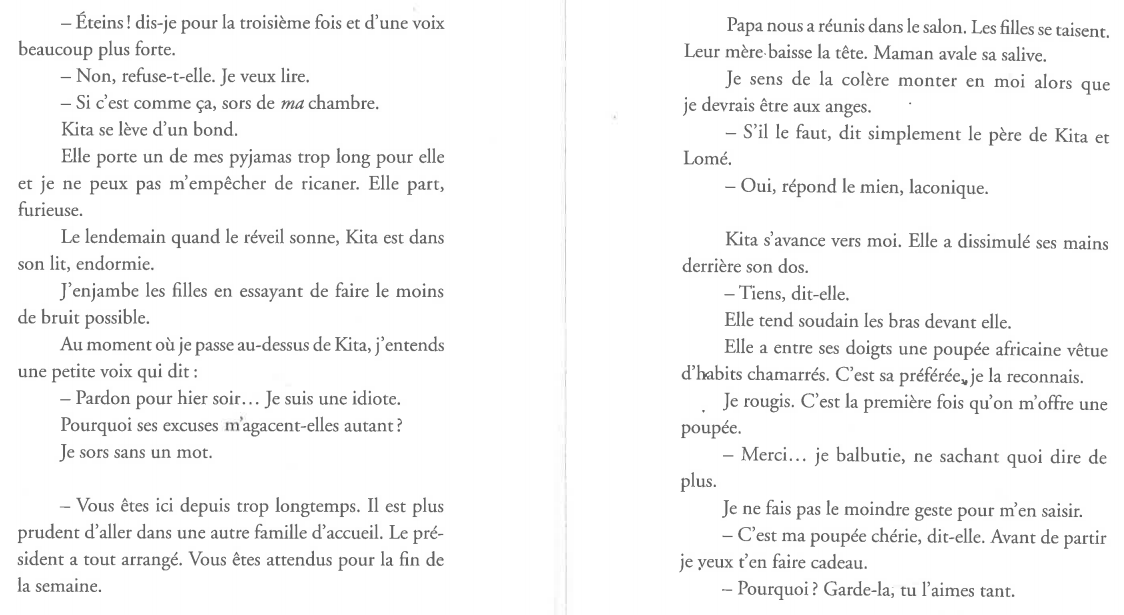 – Éteins ! dis-je pour la troisième fois et d'une voix
beaucoup plus forte.
– Non, refuse-t-elle. Je veux lire.
– Si c'est comme ça, sors de ma chambre.
Kita se lève d'un bond.
Elle porte un de mes pyjamas trop long pour elle
et je ne peux pas m'empêcher de ricaner. Elle part,
furieuse.
Le lendemain quand le réveil sonne, Kita est dans
son lit, endormie.
J'enjambe les filles en essayant de faire le moins
de bruit possible.
Au moment où je passe au-dessus de Kita, j'entends
une petite voix qui dit :
– Pardon pour hier soir… Je suis une idiote.
Pourquoi ses excuses m'agacent-elles autant ?
Je sors sans un mot.
– Vous êtes ici depuis trop longtemps. Il est plus
prudent d'aller dans une autre famille d'accueil. Le pré-
sident a tout arrangé. Vous êtes attendus pour la fin de
la semaine.
Papa nous a réunis dans le salon. Les filles se taisent.
Leur mère baisse la tête. Maman avale sa salive.
Je sens de la colère monter en moi alors que
je devrais être aux anges.
– S'il le faut, dit simplement le père de Kita et
Lomé.
– Oui, répond le mien, laconique.
Kita s'avance vers moi. Elle a dissimulé ses mains
derrière son dos.
– Tiens, dit-elle.
Elle tend soudain les bras devant elle.
Elle a entre ses doigts une poupée africaine vêtue
d'habits chamarrés. C'est sa préférée, je la reconnais.
Je rougis. C'est la première fois qu'on m'offre une
poupée.
– Merci… je balbutie, ne sachant quoi dire de
plus.
Je ne fais pas le moindre geste pour m'en saisir.
– C'est ma poupée chérie, dit-elle. Avant de partir
je veux t'en faire cadeau.
– Pourquoi ? Garde-la, tu l'aimes tant.